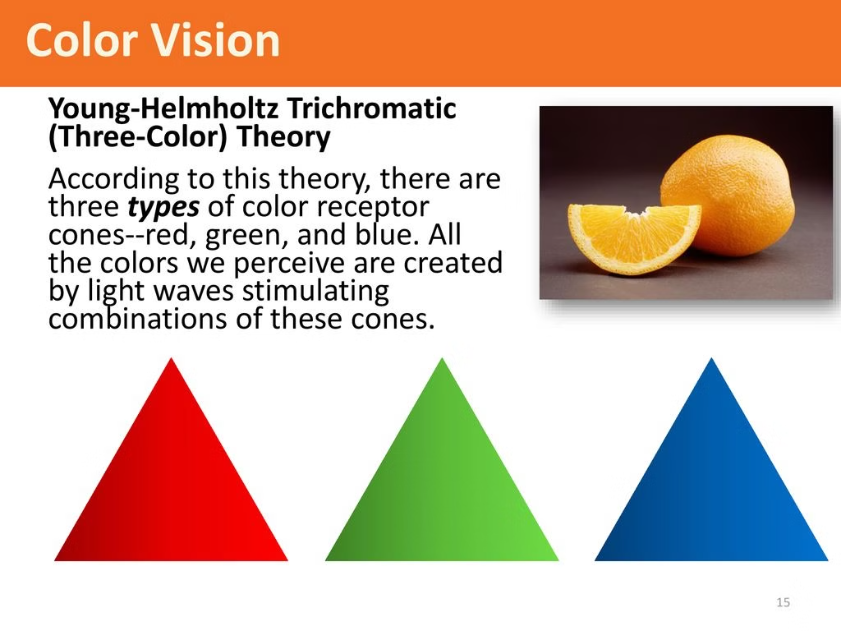 Color Vision
Young-Helmholtz Trichromatic
(Three-Color) Theory
According to this theory, there are
three types of color receptor
cones--red, green, and blue. All
the colors we perceive are created
by light waves stimulating
combinations of these cones.
15